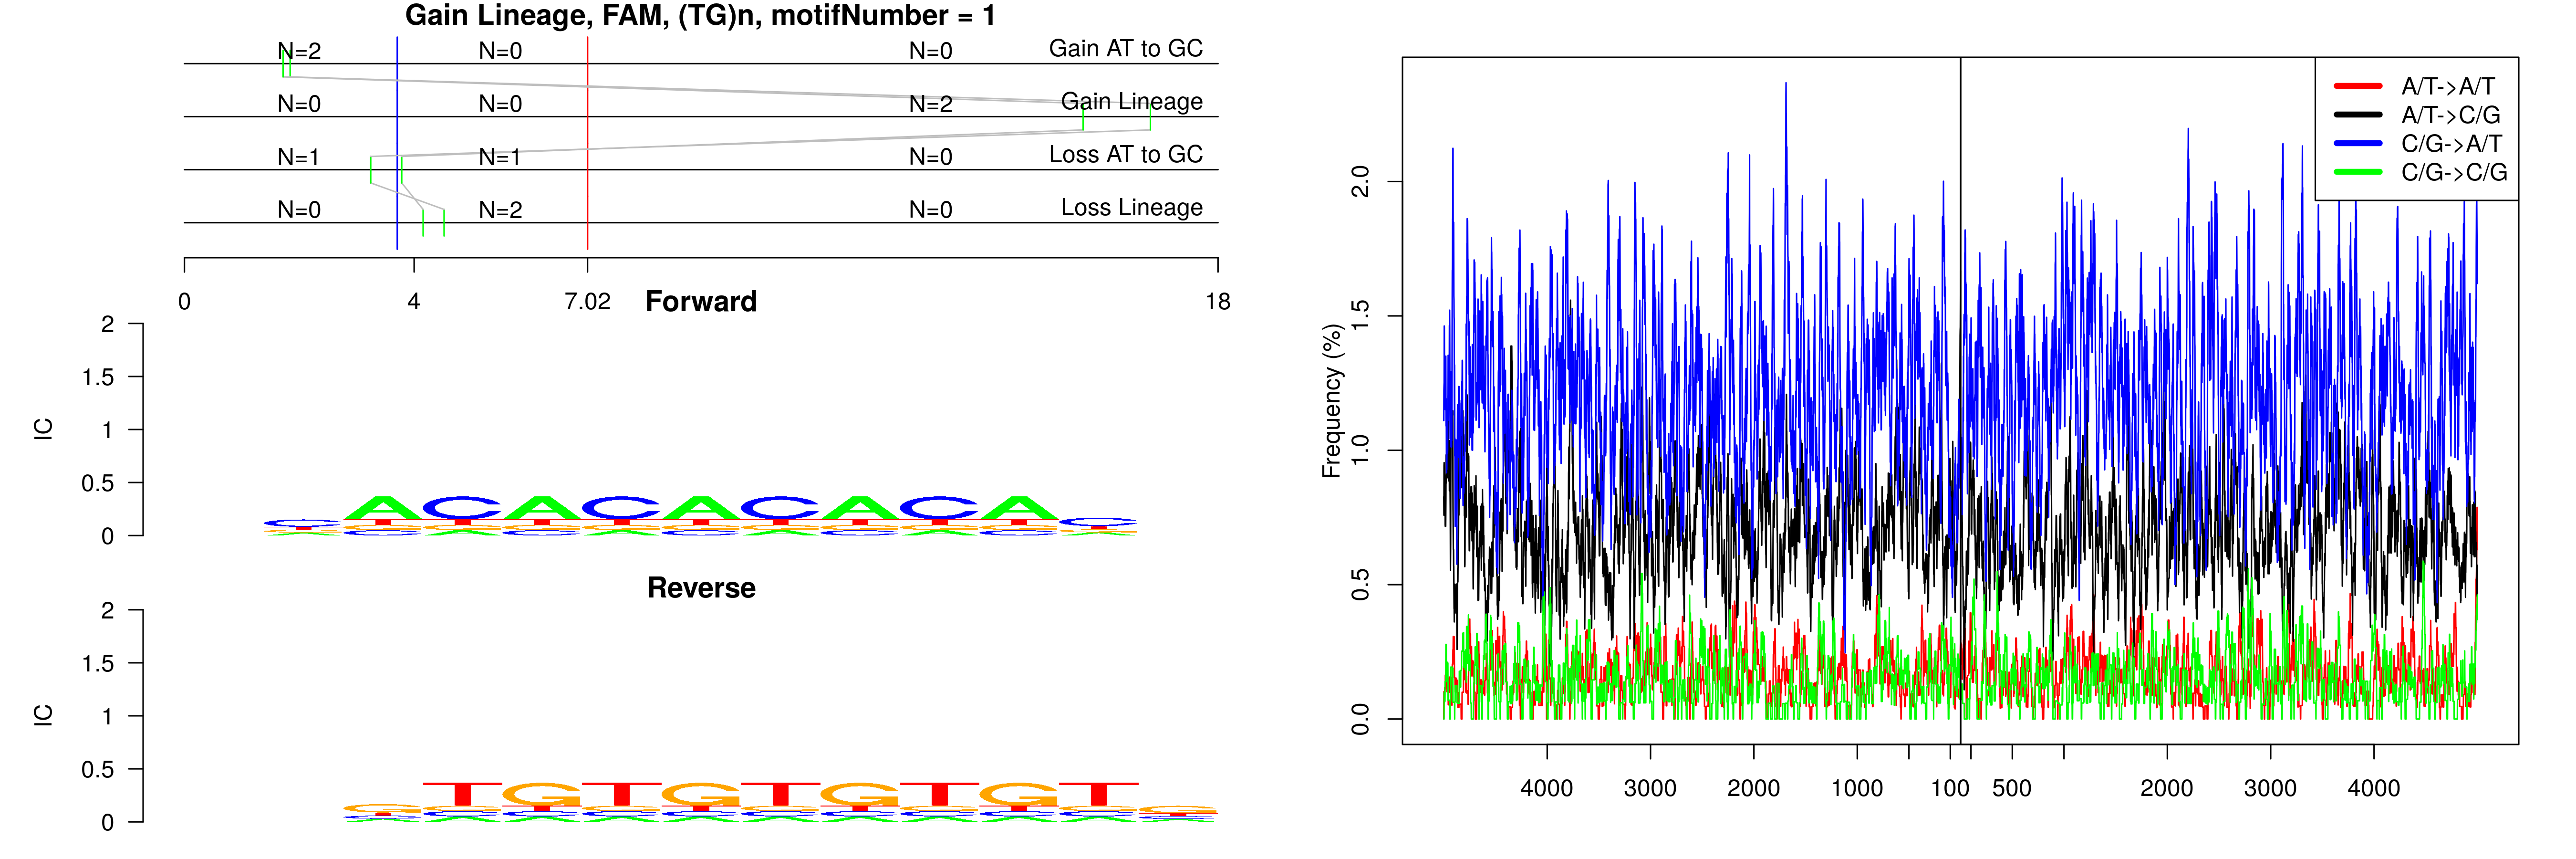 Gain Lineage, FAM, (TG)n, motifNumber = 1
N=2 N=0 N=0 Gain AT to GC
N=0 N=0 N=2 Gain Lineage
N=1 N=1 N=0 Loss AT to GC
N=0 N=2 N=0 Loss Lineage
0 4 7.02 18
Forward
2
1.5
1
0.5
0
IC
ACACACACA
Reverse
2
1.5
1
0.5
0
IC
TGTGTGTGT
A/T->A/T
A/T->C/G
C/G->A/T
C/G->C/G
Frequency (%)
2.0
1.5
1.0
0.5
0.0
4000 3000 2000 1000 100 500 2000 3000 4000